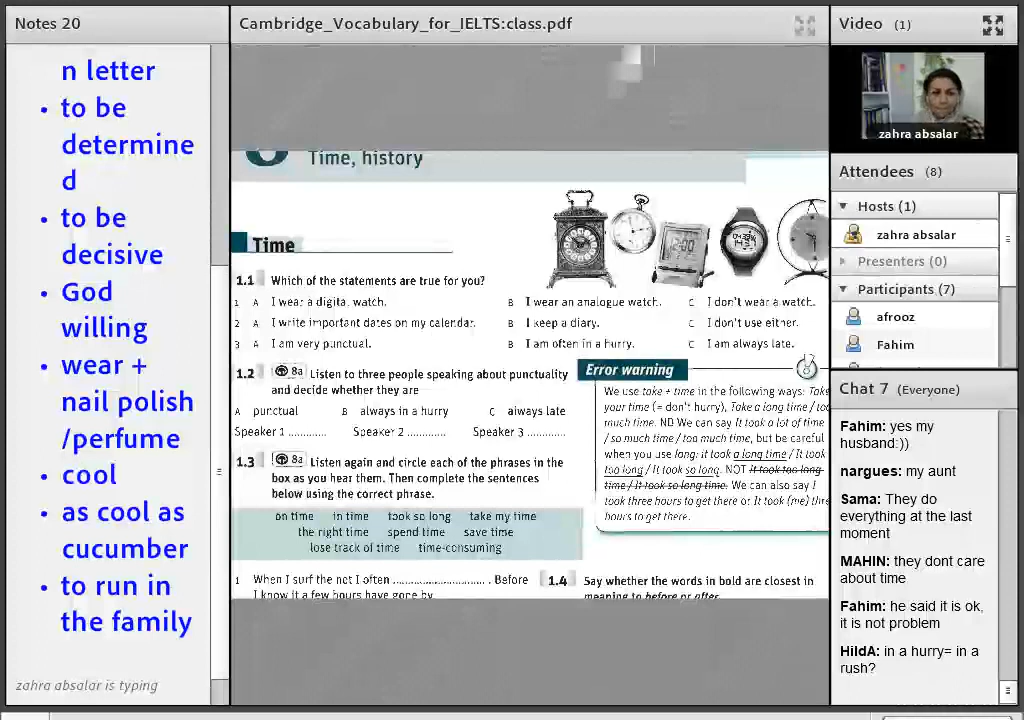 Notes 20
n letter
• to be
determine
d
• to be
decisive
• God
willing
• wear +
nail polish
/perfume
• cool
• as cool as
cucumber
• to run in
the family
zahra absalar is typing
Cambridge_Vocabulary_for_IELTS:class.pdf
Time, history
Time
1.1 Which of the statements are true for you?
1 A I wear a digital watch. B I wear an analogue watch. C I don't wear a watch.
2 A I write important dates on my calendar. B I keep a diary. C I don't use either.
3 A I am very punctual. B I am often in a hurry. C I am always late.
1.2 8a Listen to three people speaking about punctuality
and decide whether they are
A punctual B always in a hurry C always late
Speaker 1 ............ Speaker 2 ............ Speaker 3 ............
1.3 8a Listen again and circle each of the phrases in the
box as you hear them. Then complete the sentences
below using the correct phrase.
on time in time took so long take my time
the right time spend time save time
lose track of time time-consuming
1 When I surf the net I often ............................ . Before
I know it a few hours have gone by.
Error warning
We use take + time in the following ways: Take
your time (= don't hurry), Take a long time / too
much time. NB We can say It took a lot of time
/ so much time / too much time, but be careful
when you use long: it took a long time / It took
too long / It took so long. NOT It took too long
time / It took so long time. We can also say I
took three hours to get there or It took (me) three
hours to get there.
1.4 Say whether the words in bold are closest in
meaning to before or after.
Video (1)
zahra absalar
Attendees (8)
Hosts (1)
zahra absalar
Presenters (0)
Participants (7)
afrooz
Fahim
Chat 7 (Everyone)
Fahim: yes my
husband:))
nargues: my aunt
Sama: They do
everything at the last
moment
MAHIN: they dont care
about time
Fahim: he said it is ok,
it is not problem
HildA: in a hurry= in a
rush?